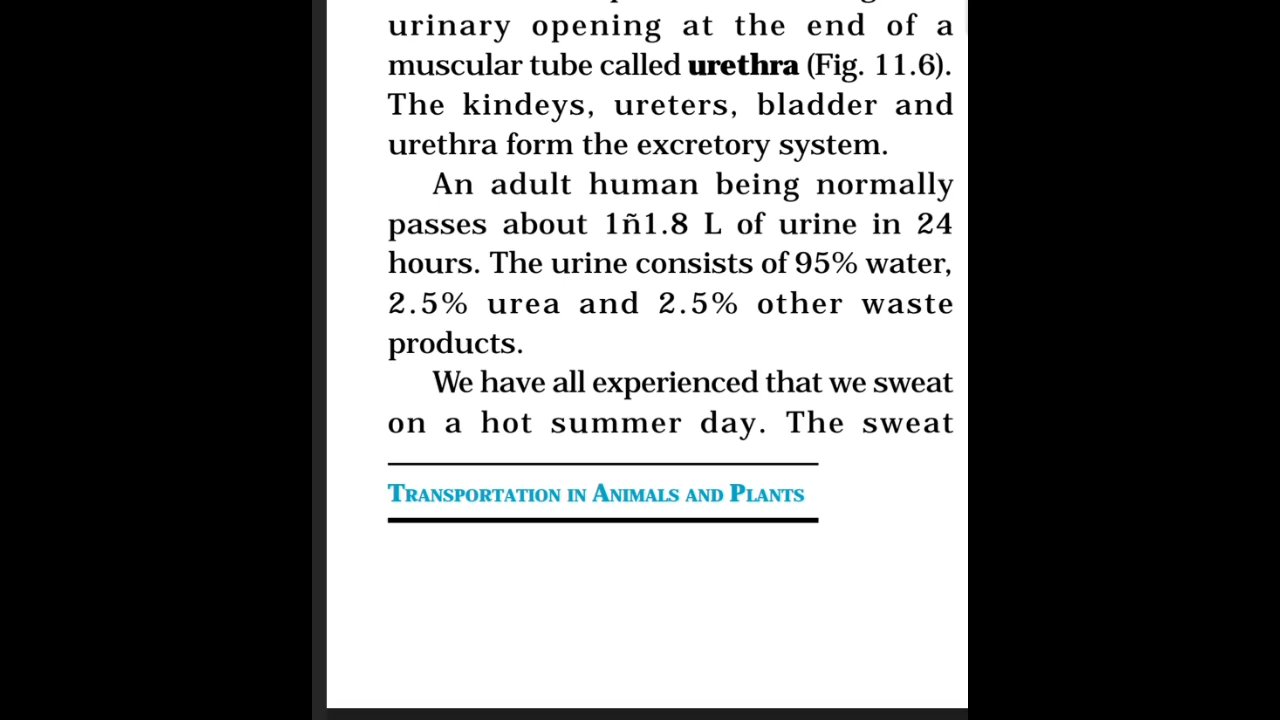 urinary opening at the end of a
muscular tube called urethra (Fig. 11.6).
The kindeys, ureters, bladder and
urethra form the excretory system.
An adult human being normally
passes about 1ñ1.8 L of urine in 24
hours. The urine consists of 95% water,
2.5% urea and 2.5% other waste
products.
We have all experienced that we sweat
on a hot summer day. The sweat
TRANSPORTATION IN ANIMALS AND PLANTS